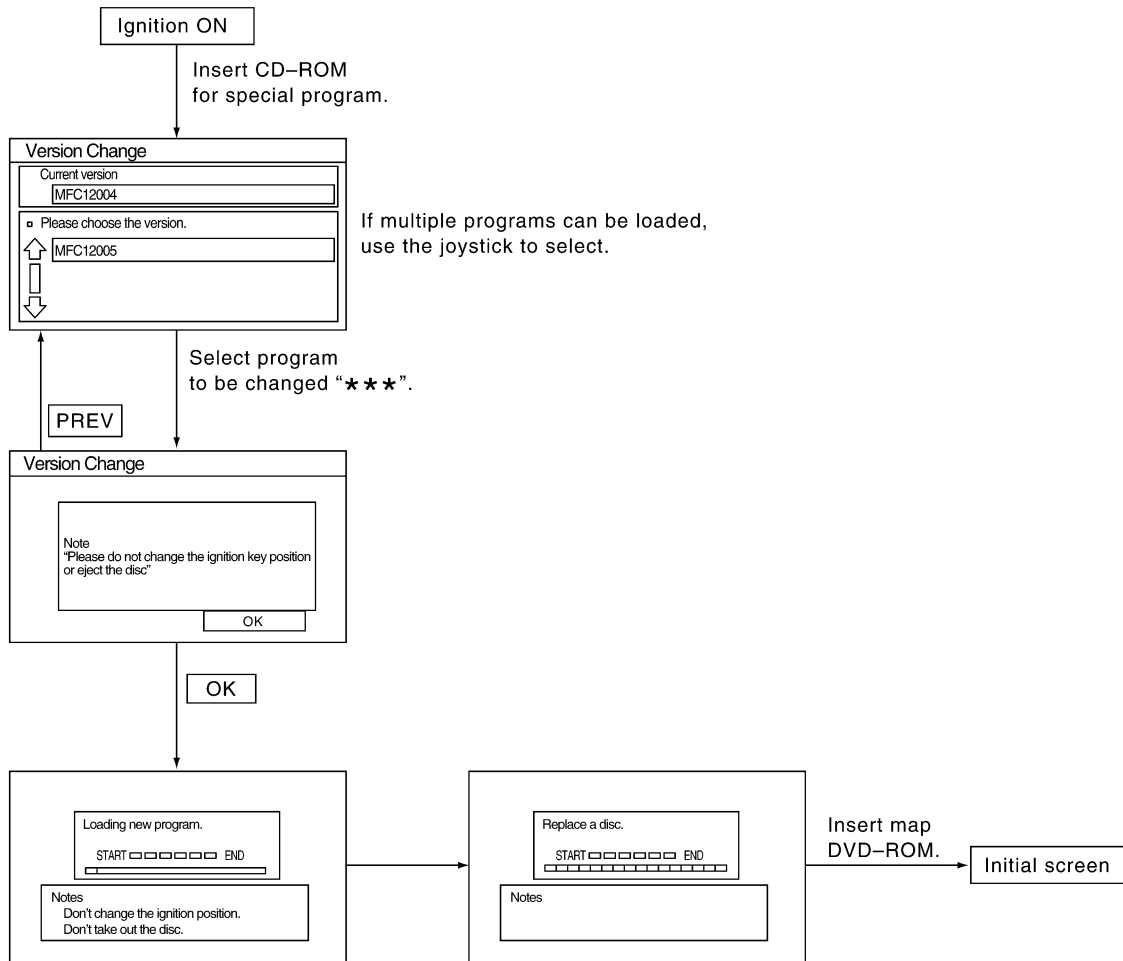 Ignition ON
Insert CD–ROM
for special program.
Version Change
Current version
MFC12004
Please choose the version.
MFC12005
If multiple programs can be loaded,
use the joystick to select.
Select program
to be changed “★★★”.
PREV
Version Change
Note
“Please do not change the ignition key position
or eject the disc”
OK
OK
Loading new program.
START END
Notes
Don’t change the ignition position.
Don’t take out the disc.
Replace a disc.
START END
Notes
Insert map
DVD–ROM.
Initial screen